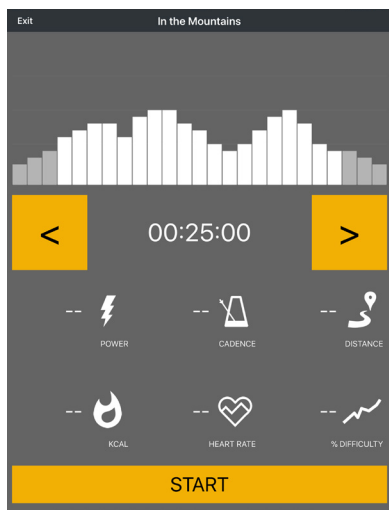 Exit In the Mountains
< 00:25:00 >
-- -- --
POWER CADENCE DISTANCE
-- -- --
KCAL HEART RATE % DIFFICULTY
START